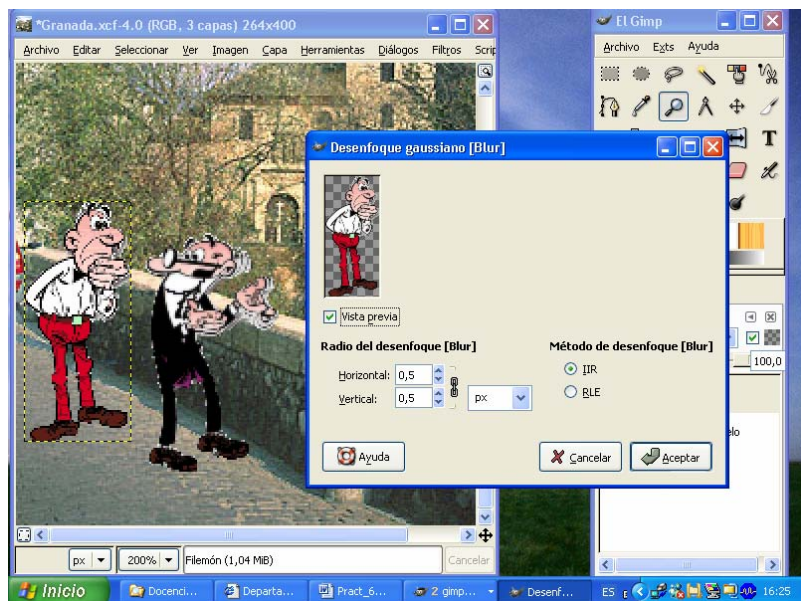 *Granada.xcf-4.0 (RGB, 3 capas) 264x400
Archivo Editar Seleccionar Ver Imagen Capa Herramientas Diálogos Filtros Scrip
El Gimp
Archivo Exts Ayuda
Desenfoque gaussiano [Blur]
Vista previa
Radio del desenfoque [Blur]
Horizontal: 0,5
Vertical: 0,5
px
Método de desenfoque [Blur]
IIR
RLE
Ayuda
Cancelar
Aceptar
100,0
elo
px
200%
Filemón (1,04 MiB)
Cancelar
Inicio
Docenci...
Departa...
Pract_6...
2 gimp...
Desenf...
ES
16:25